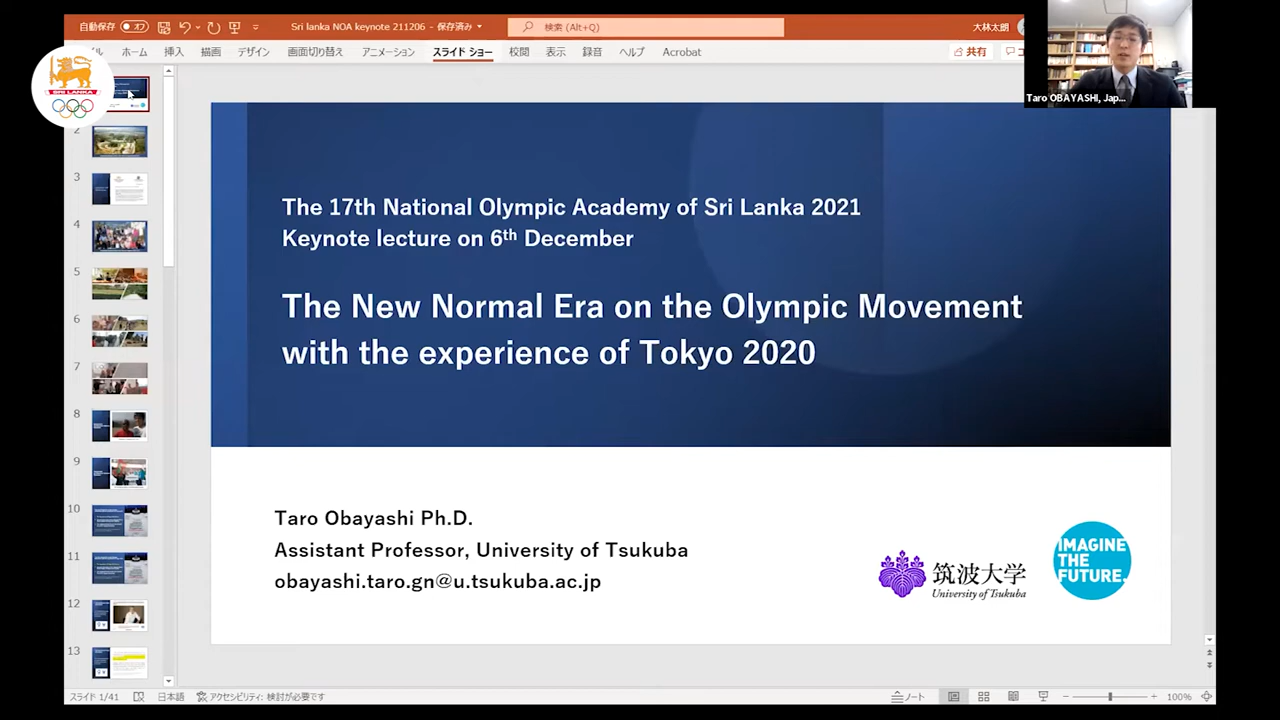 自動保存
オフ
Sri lanka NOA keynote 211206 - 保存済み
検索 (Alt+Q)
大林太朗
ホーム
挿入
描画
デザイン
画面切り替え
アニメーション
スライド ショー
校閲
表示
録音
ヘルプ
Acrobat
共有
SRI LANKA
Taro OBAYASHI, Jap...
2
3
4
5
6
7
8
9
10
11
12
13
The 17th National Olympic Academy of Sri Lanka 2021
Keynote lecture on 6th December
The New Normal Era on the Olympic Movement
with the experience of Tokyo 2020
Taro Obayashi Ph.D.
Assistant Professor, University of Tsukuba
obayashi.taro.gn@u.tsukuba.ac.jp
筑波大学
University of Tsukuba
IMAGINE
THE
FUTURE.
スライド 1/41
日本語
アクセシビリティ: 検討が必要です
ノート
100%